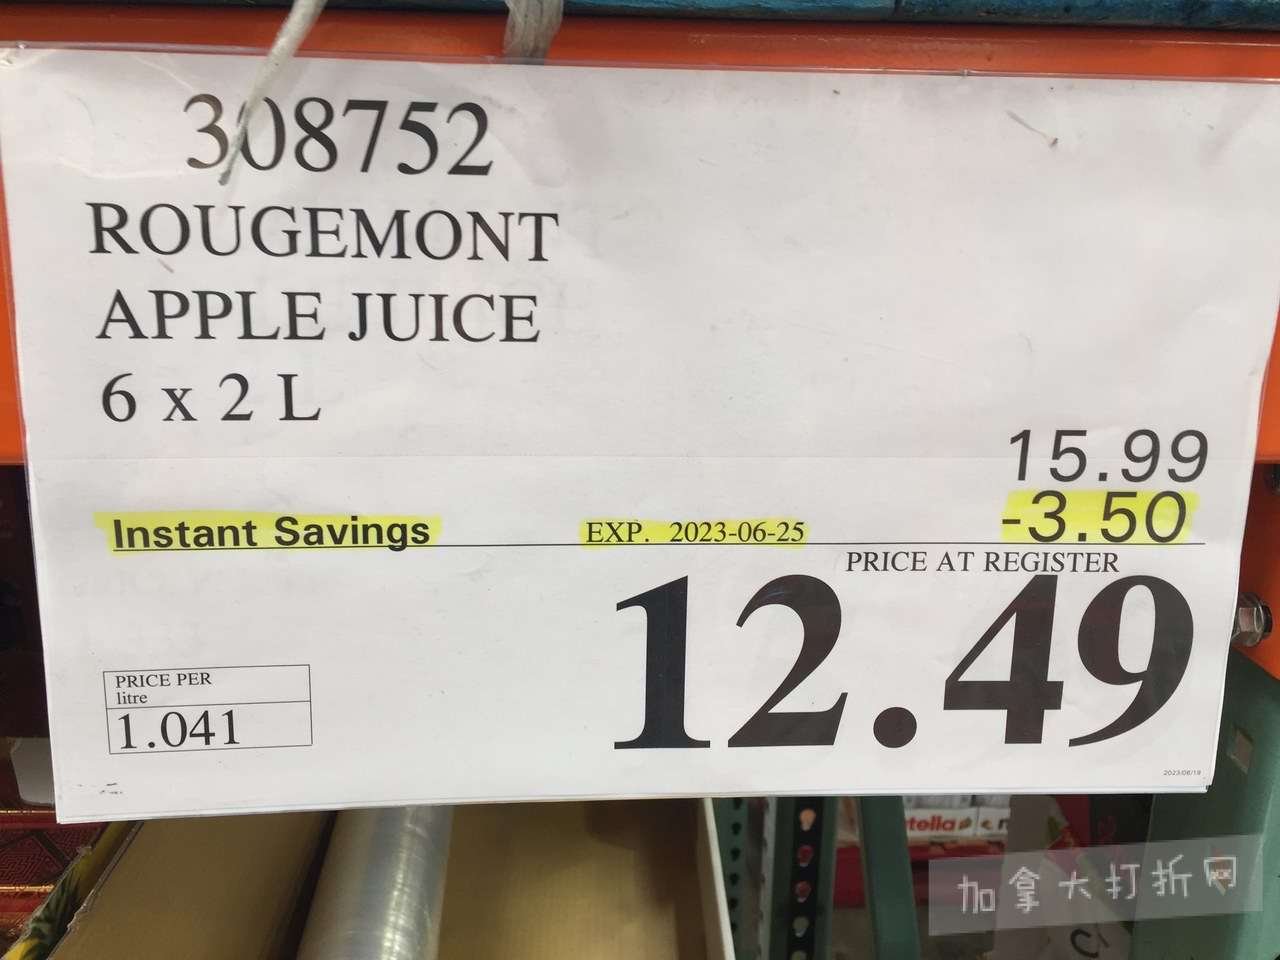 308752
ROUGEMONT
APPLE JUICE
6 x 2 L
15.99
-3.50
Instant Savings
EXP. 2023-06-25
PRICE AT REGISTER
12.49
PRICE PER
litre
1.041
2023/06/19
tella
加拿大打折网